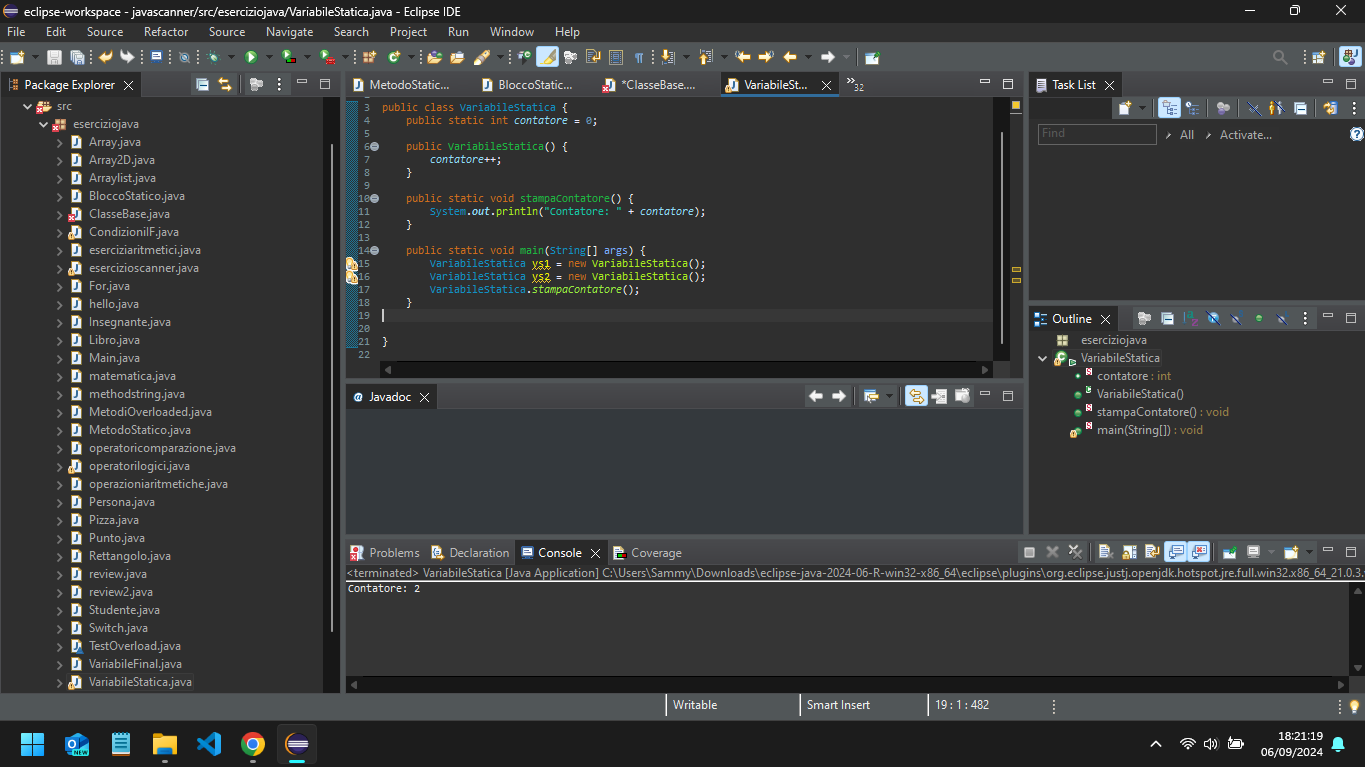 eclipse-workspace - javascanner/src/eserciziojava/VariabileStatica.java - Eclipse IDE
File Edit Source Refactor Source Navigate Search Project Run Window Help
Package Explorer
src
eserciziojava
Array.java
Array2D.java
Arraylist.java
BloccoStatico.java
ClasseBase.java
CondizioniIF.java
eserciziaritmetici.java
esercizioscanner.java
For.java
hello.java
Insegnante.java
Libro.java
Main.java
matematica.java
methodstring.java
MetodiOverloaded.java
MetodoStatico.java
operatoricomparazione.java
operatorilogici.java
operazioniaritmetiche.java
Persona.java
Pizza.java
Punto.java
Rettangolo.java
review.java
review2.java
Studente.java
Switch.java
TestOverload.java
VariabileFinal.java
VariabileStatica.java
MetodoStatic... BloccoStatic... *ClasseBase.... VariabileSt... »32
3 public class VariabileStatica {
4 public static int contatore = 0;
5
6 public VariabileStatica() {
7 contatore++;
8 }
9
10 public static void stampaContatore() {
11 System.out.println("Contatore: " + contatore);
12 }
13
14 public static void main(String[] args) {
15 VariabileStatica vs1 = new VariabileStatica();
16 VariabileStatica vs2 = new VariabileStatica();
17 VariabileStatica.stampaContatore();
18 }
19
20
21 }
22
Javadoc
Task List
Find All Activate...
Outline
eserciziojava
VariabileStatica
contatore : int
VariabileStatica()
stampaContatore() : void
main(String[]) : void
Problems Declaration Console Coverage
<terminated> VariabileStatica [Java Application] C:\Users\Sammy\Downloads\eclipse-java-2024-06-R-win32-x86_64\eclipse\plugins\org.eclipse.justj.openjdk.hotspot.jre.full.win32.x86_64_21.0.3.
Contatore: 2
Writable Smart Insert 19 : 1 : 482
NEW
18:21:19
06/09/2024